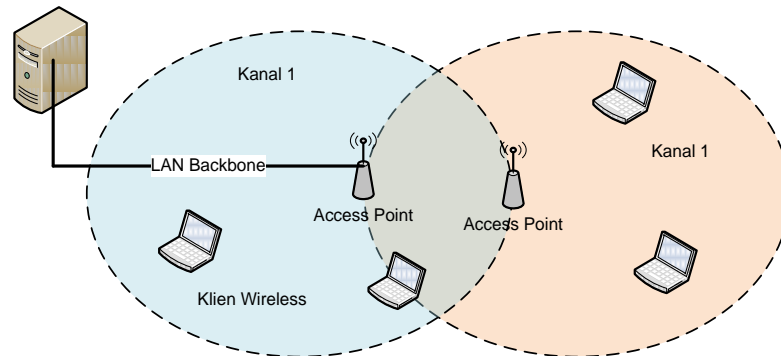 Kanal 1
Kanal 1
LAN Backbone
Access Point
Access Point
Klien Wireless